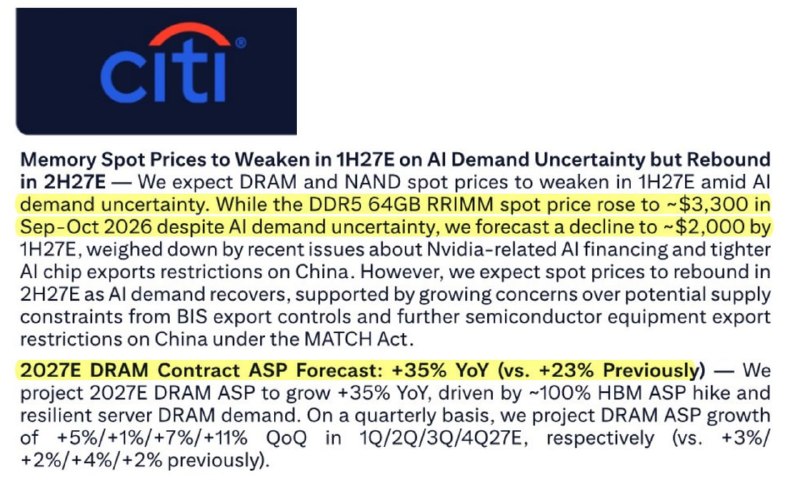 citi®
Memory Spot Prices to Weaken in 1H27E on AI Demand Uncertainty but Rebound
in 2H27E — We expect DRAM and NAND spot prices to weaken in 1H27E amid AI
demand uncertainty. While the DDR5 64GB RRIMM spot price rose to ~$3,300 in
Sep-Oct 2026 despite AI demand uncertainty, we forecast a decline to ~$2,000 by
1H27E, weighed down by recent issues about Nvidia-related AI financing and tighter
AI chip exports restrictions on China. However, we expect spot prices to rebound in
2H27E as AI demand recovers, supported by growing concerns over potential supply
constraints from BIS export controls and further semiconductor equipment export
restrictions on China under the MATCH Act.
2027E DRAM Contract ASP Forecast: +35% YoY (vs. +23% Previously) — We
project 2027E DRAM ASP to grow +35% YoY, driven by ~100% HBM ASP hike and
resilient server DRAM demand. On a quarterly basis, we project DRAM ASP growth
of +5%/+1%/+7%/+11% QoQ in 1Q/2Q/3Q/4Q27E, respectively (vs. +3%/
+2%/+4%/+2% previously).